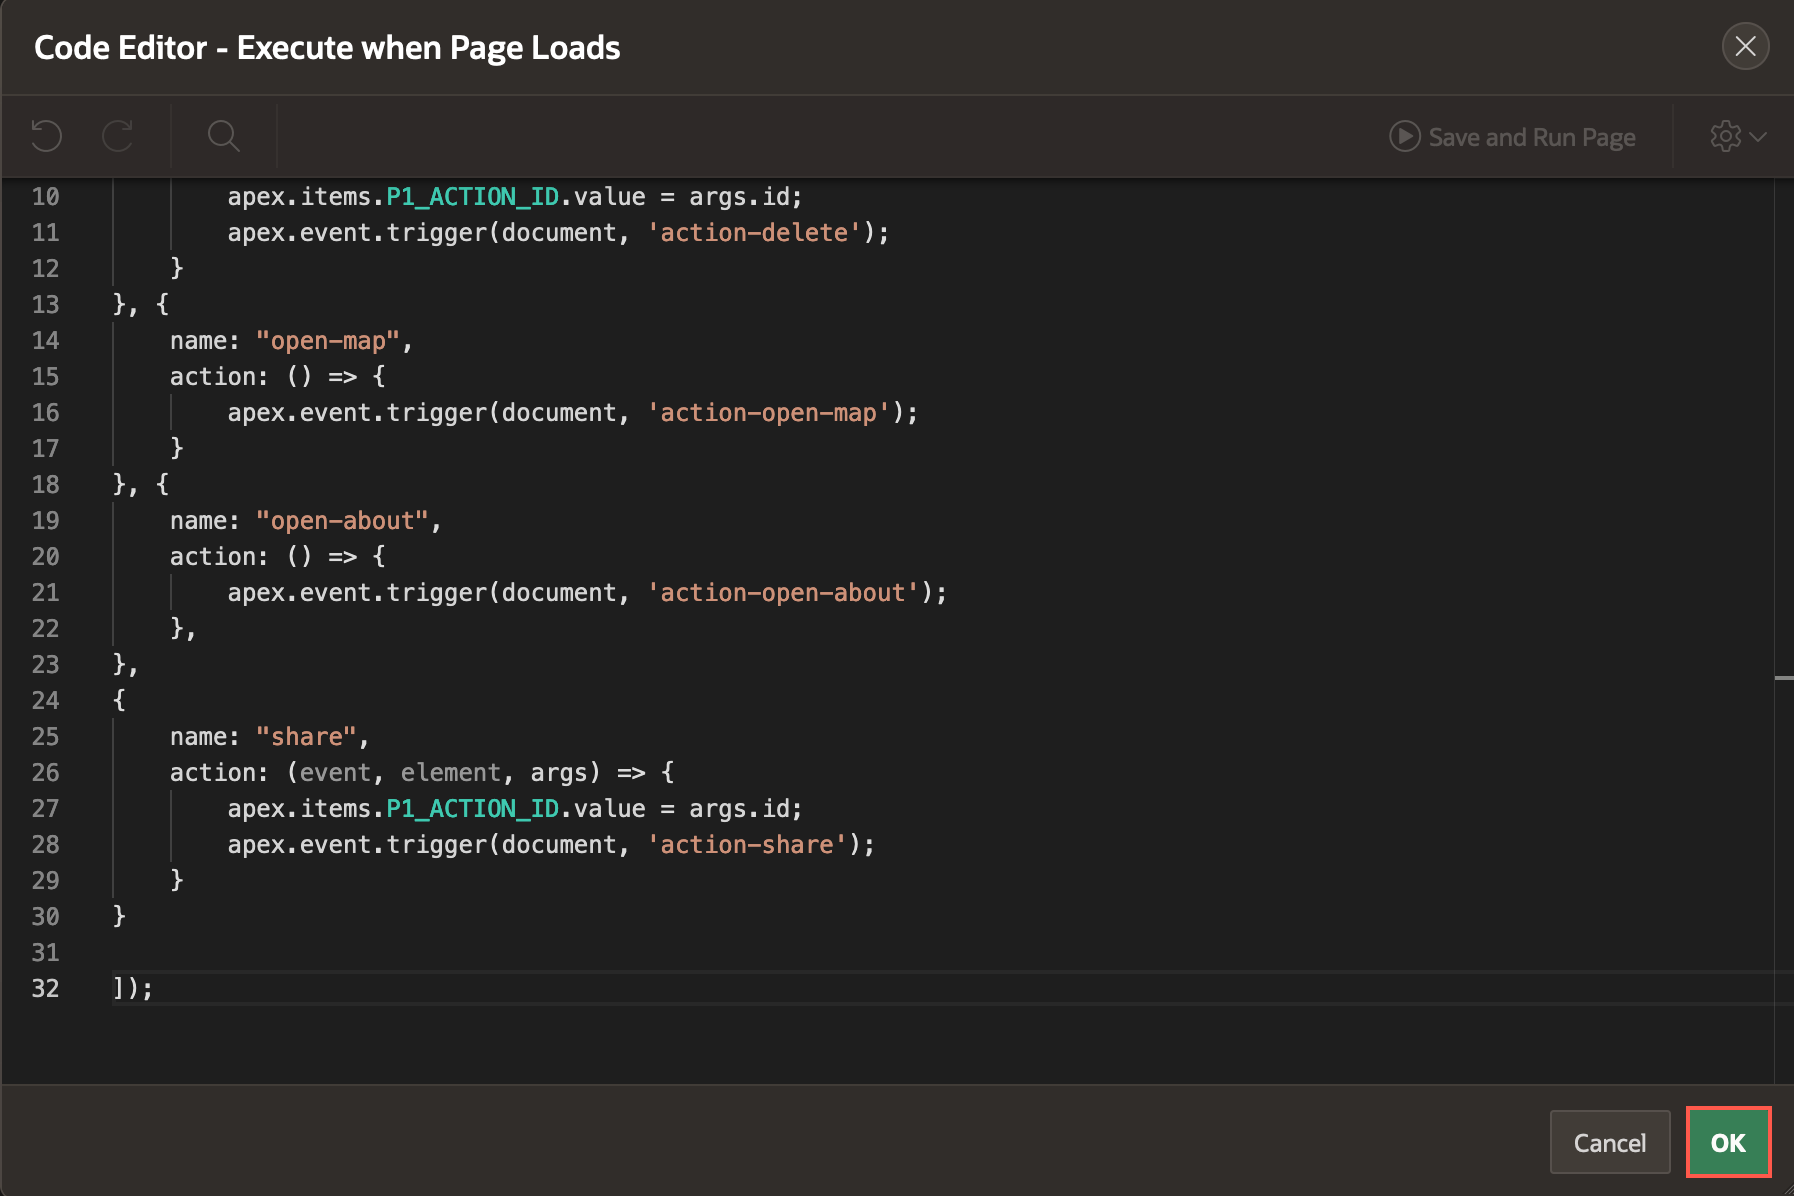 Code Editor - Execute when Page Loads
Save and Run Page
10 apex.items.P1_ACTION_ID.value = args.id;
11 apex.event.trigger(document, 'action-delete');
12 }
13 }, {
14 name: "open-map",
15 action: () => {
16 apex.event.trigger(document, 'action-open-map');
17 }
18 }, {
19 name: "open-about",
20 action: () => {
21 apex.event.trigger(document, 'action-open-about');
22 },
23 },
24 {
25 name: "share",
26 action: (event, element, args) => {
27 apex.items.P1_ACTION_ID.value = args.id;
28 apex.event.trigger(document, 'action-share');
29 }
30 }
31
32 ]);
Cancel OK